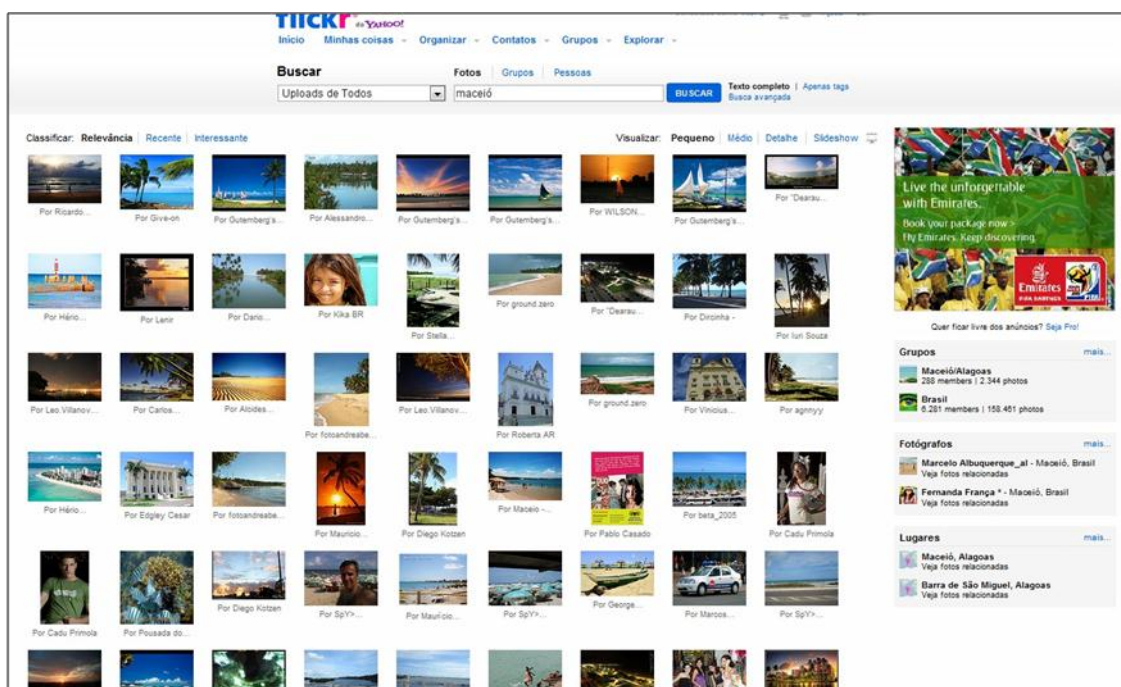 flickr do YAHOO!
Início Minhas coisas Organizar Contatos Grupos Explorar
Buscar Fotos Grupos Pessoas
Uploads de Todos maceió BUSCAR Texto completo | Apenas tags
Busca avançada
Classificar: Relevância Recente Interessante Visualizar: Pequeno Médio Detalhe Slideshow
Por Ricardo... Por Give-on Por Gutemberg's... Por Alessandro... Por Gutemberg's... Por Gutemberg's... Por WILSON... Por Gutemberg's... Por "Dearau...
Por Hério... Por Lenir Por Dario... Por Kika BR Por Stella... Por ground.zero Por "Dearau... Por Dircinha - Por Iuri Souza
Por Leo.Villanov... Por Carlos... Por Aloides... Por fotoandreabe... Por Leo.Villanov... Por Roberta AR Por ground.zero Por Vinicius... Por agnnyy
Por Hério... Por Edgley Cesar Por fotoandreabe... Por Mauricio... Por Diego Kotzen Por Maceio -... Por Pablo Casado Por beta_2005 Por Cadu Primola
Por Cadu Primola Por Pousada do... Por Diego Kotzen Por SpY>... Por Maurício... Por SpY>... Por George... Por Marcos... Por SpY>...
Live the unforgettable
with Emirates.
Book your package now >
Fly Emirates. Keep discovering.
Emirates
FIFA PARTNER
FIFA
Quer ficar livre dos anúncios? Seja Pro!
Grupos mais...
Maceió/Alagoas
288 members | 2.344 photos
Brasil
6.281 members | 158.461 photos
Fotógrafos mais...
Marcelo Albuquerque_al - Maceió, Brasil
Veja fotos relacionadas
Fernanda França * - Maceió, Brasil
Veja fotos relacionadas
Lugares mais...
Maceió, Alagoas
Veja fotos relacionadas
Barra de São Miguel, Alagoas
Veja fotos relacionadas